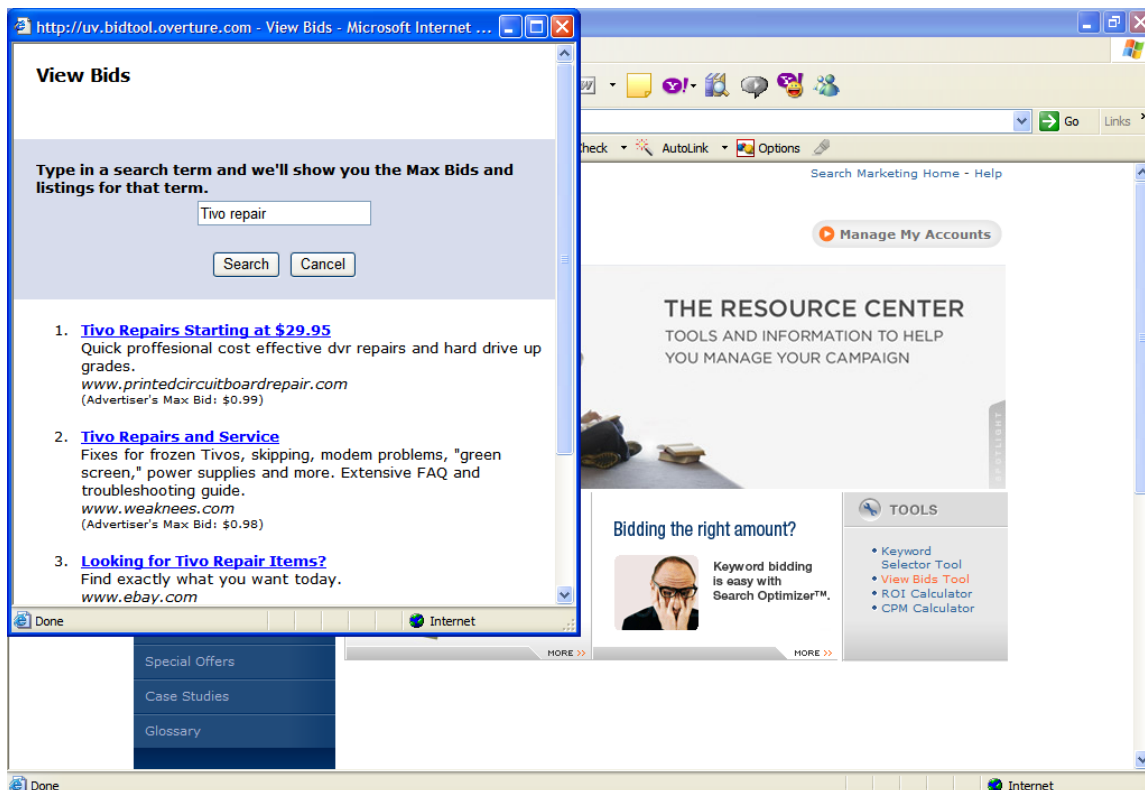 http://uv.bidtool.overture.com - View Bids - Microsoft Internet ...
View Bids
Type in a search term and we'll show you the Max Bids and
listings for that term.
Tivo repair
Search Cancel
1. Tivo Repairs Starting at $29.95
Quick proffesional cost effective dvr repairs and hard drive up
grades.
www.printedcircuitboardrepair.com
(Advertiser's Max Bid: $0.99)
2. Tivo Repairs and Service
Fixes for frozen Tivos, skipping, modem problems, "green
screen," power supplies and more. Extensive FAQ and
troubleshooting guide.
www.weaknees.com
(Advertiser's Max Bid: $0.98)
3. Looking for Tivo Repair Items?
Find exactly what you want today.
www.ebay.com
Done Internet
Go Links
AutoLink Options
Search Marketing Home - Help
Manage My Accounts
THE RESOURCE CENTER
TOOLS AND INFORMATION TO HELP
YOU MANAGE YOUR CAMPAIGN
SPOTLIGHT
Bidding the right amount?
Keyword bidding
is easy with
Search Optimizer™.
MORE >>
MORE >>
TOOLS
• Keyword
Selector Tool
• View Bids Tool
• ROI Calculator
• CPM Calculator
Special Offers
Case Studies
Glossary
Done Internet